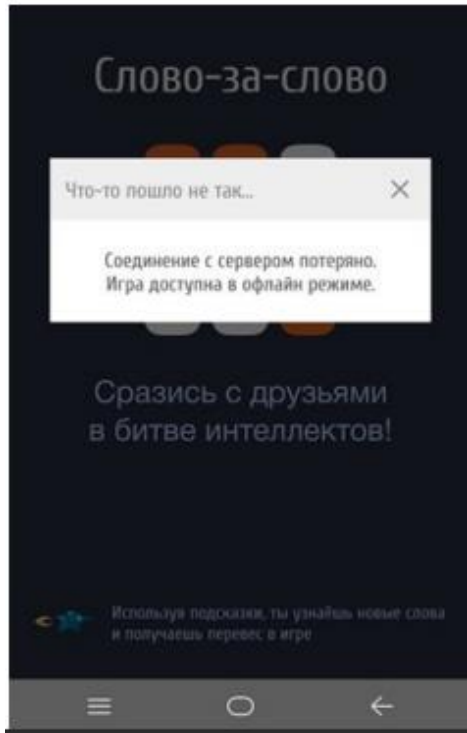 Слово-за-слово
Что-то пошло не так...
Соединение с сервером потеряно.
Игра доступна в офлайн режиме.
Сразись с друзьями
в битве интеллектов!
Используя подсказки, ты узнаёшь новые слова
и получаешь перевес в игре